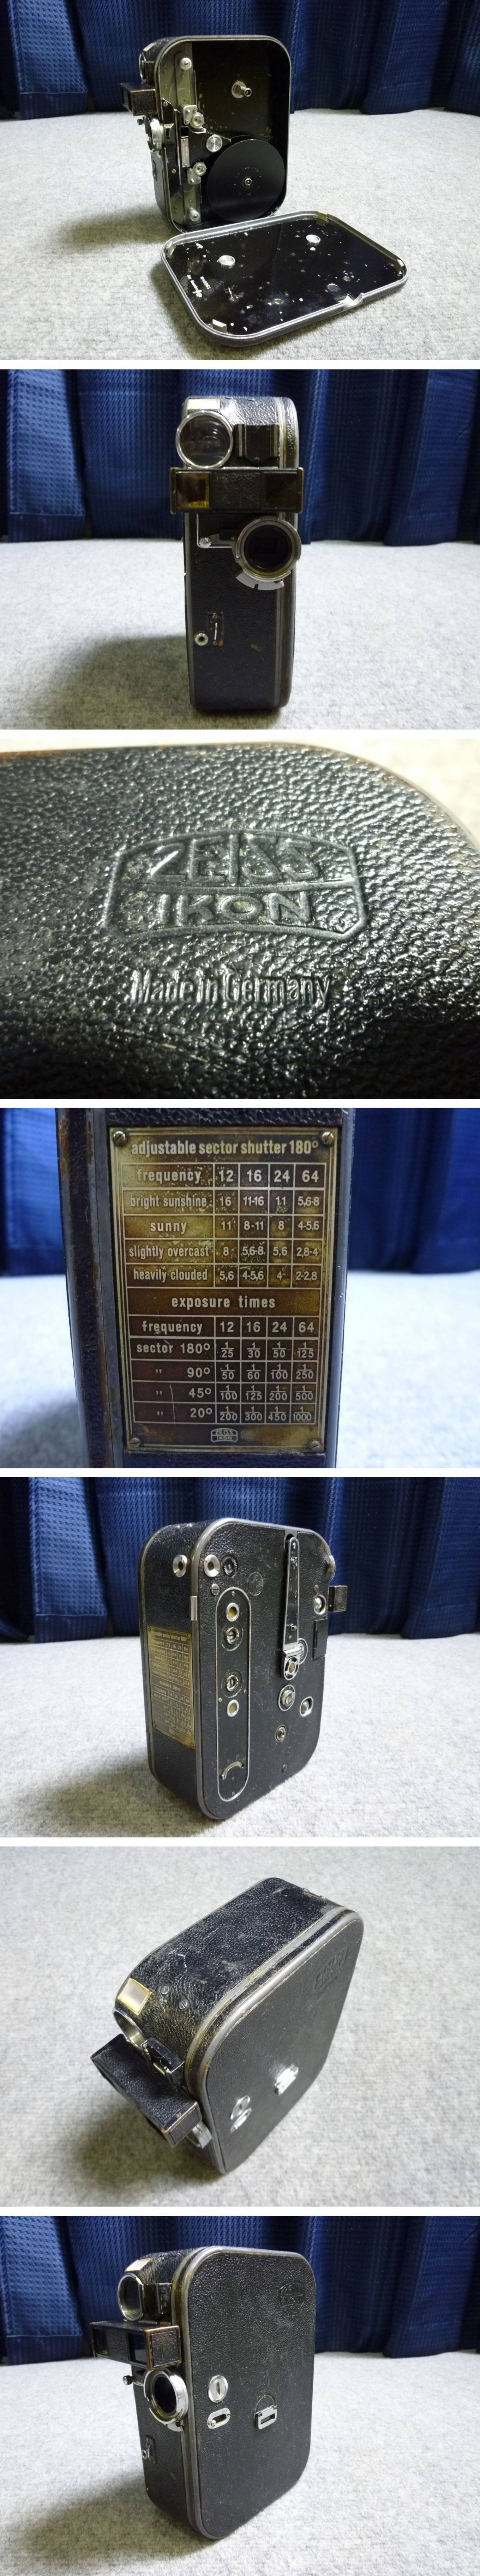 ZEISS
IKON
Made in Germany
adjustable sector shutter 180°
frequency 12 16 24 64
bright sunshine 16 11-16 11 5,6-8
sunny 11 8-11 8 4-5,6
slightly overcast 8 5,6-8 5,6 2,8-4
heavily clouded 5,6 4-5,6 4 2-2,8
exposure times
frequency 12 16 24 64
sector 180° 1/25 1/30 1/50 1/125
" 90° 1/50 1/60 1/100 1/250
" 45° 1/100 1/125 1/200 1/500
" 20° 1/200 1/300 1/450 1/1000
ZEISS
IKON